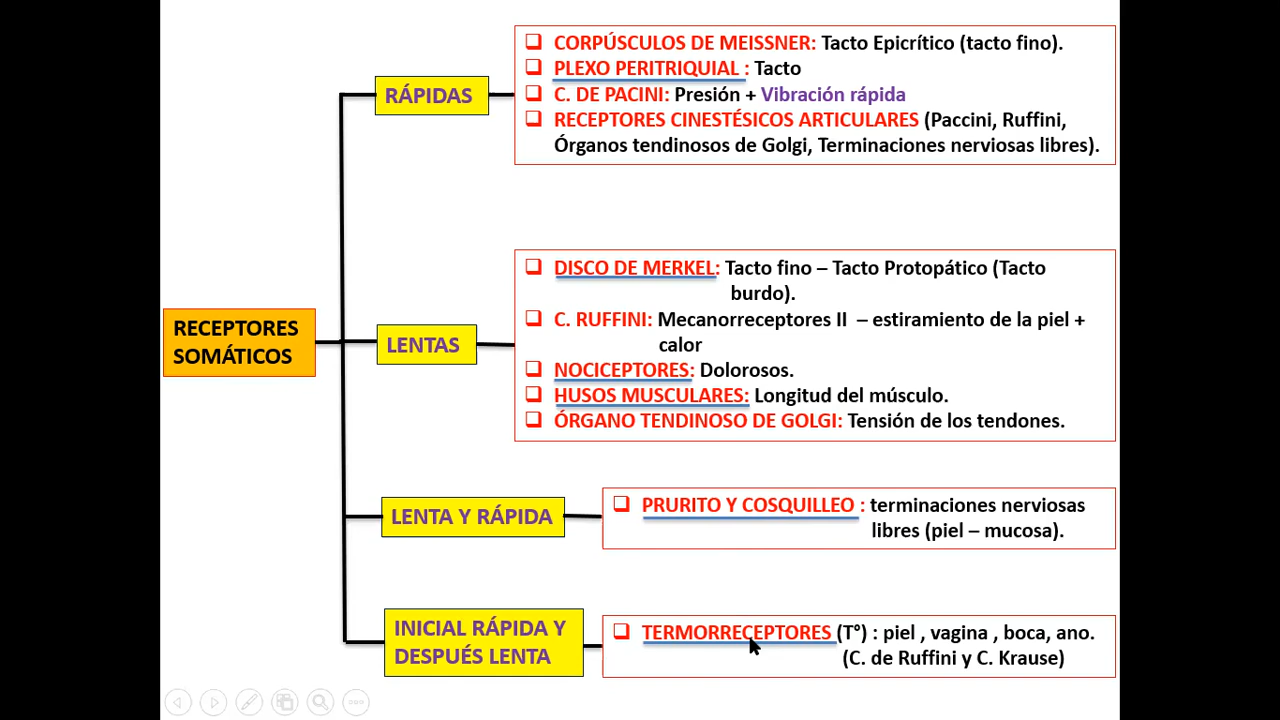 RECEPTORES
SOMÁTICOS
RÁPIDAS
❑ CORPÚSCULOS DE MEISSNER: Tacto Epicrítico (tacto fino).
❑ PLEXO PERITRIQUIAL : Tacto
❑ C. DE PACINI: Presión + Vibración rápida
❑ RECEPTORES CINESTÉSICOS ARTICULARES (Paccini, Ruffini,
Órganos tendinosos de Golgi, Terminaciones nerviosas libres).
LENTAS
❑ DISCO DE MERKEL: Tacto fino – Tacto Protopático (Tacto
burdo).
❑ C. RUFFINI: Mecanorreceptores II – estiramiento de la piel +
calor
❑ NOCICEPTORES: Dolorosos.
❑ HUSOS MUSCULARES: Longitud del músculo.
❑ ÓRGANO TENDINOSO DE GOLGI: Tensión de los tendones.
LENTA Y RÁPIDA
❑ PRURITO Y COSQUILLEO : terminaciones nerviosas
libres (piel – mucosa).
INICIAL RÁPIDA Y
DESPUÉS LENTA
❑ TERMORRECEPTORES (T°) : piel , vagina , boca, ano.
(C. de Ruffini y C. Krause)